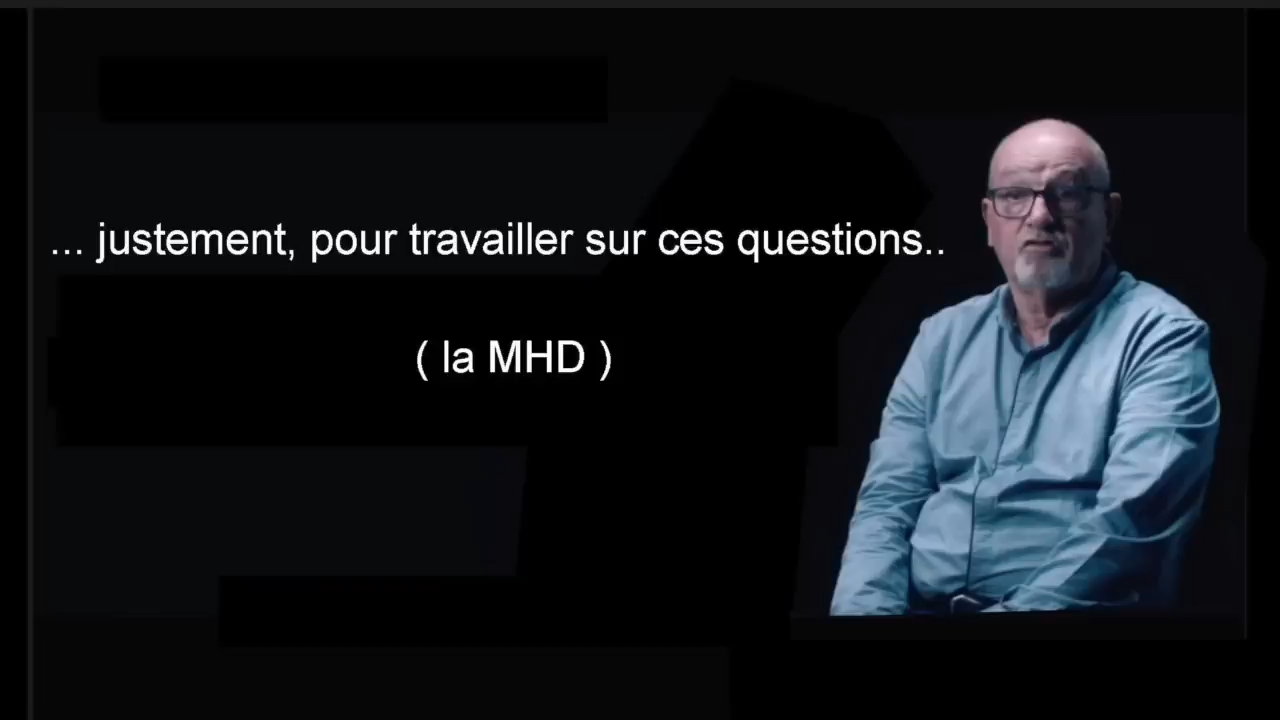 ... justement, pour travailler sur ces questions..
( la MHD )